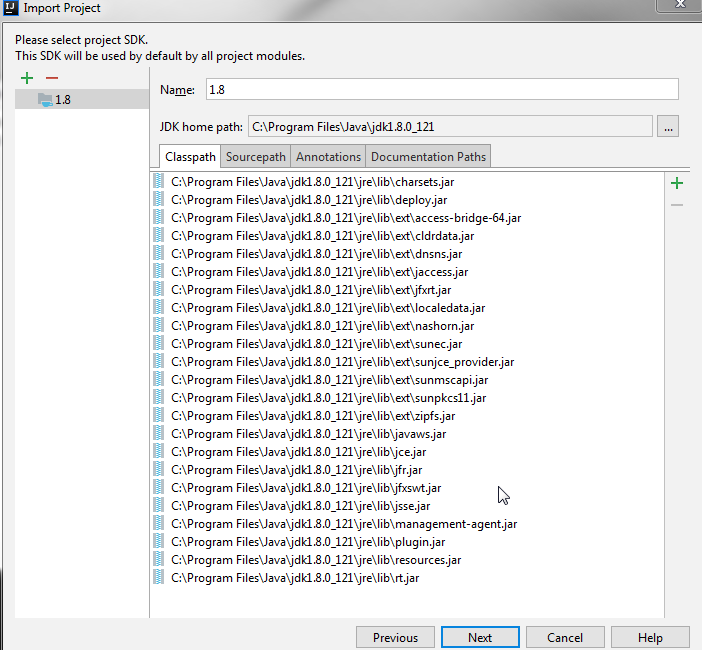 IJ Import Project
Please select project SDK.
This SDK will be used by default by all project modules.
1.8
Name: 1.8
JDK home path: C:\Program Files\Java\jdk1.8.0_121 ...
Classpath Sourcepath Annotations Documentation Paths
C:\Program Files\Java\jdk1.8.0_121\jre\lib\charsets.jar
C:\Program Files\Java\jdk1.8.0_121\jre\lib\deploy.jar
C:\Program Files\Java\jdk1.8.0_121\jre\lib\ext\access-bridge-64.jar
C:\Program Files\Java\jdk1.8.0_121\jre\lib\ext\cldrdata.jar
C:\Program Files\Java\jdk1.8.0_121\jre\lib\ext\dnsns.jar
C:\Program Files\Java\jdk1.8.0_121\jre\lib\ext\jaccess.jar
C:\Program Files\Java\jdk1.8.0_121\jre\lib\ext\jfxrt.jar
C:\Program Files\Java\jdk1.8.0_121\jre\lib\ext\localedata.jar
C:\Program Files\Java\jdk1.8.0_121\jre\lib\ext\nashorn.jar
C:\Program Files\Java\jdk1.8.0_121\jre\lib\ext\sunec.jar
C:\Program Files\Java\jdk1.8.0_121\jre\lib\ext\sunjce_provider.jar
C:\Program Files\Java\jdk1.8.0_121\jre\lib\ext\sunmscapi.jar
C:\Program Files\Java\jdk1.8.0_121\jre\lib\ext\sunpkcs11.jar
C:\Program Files\Java\jdk1.8.0_121\jre\lib\ext\zipfs.jar
C:\Program Files\Java\jdk1.8.0_121\jre\lib\javaws.jar
C:\Program Files\Java\jdk1.8.0_121\jre\lib\jce.jar
C:\Program Files\Java\jdk1.8.0_121\jre\lib\jfr.jar
C:\Program Files\Java\jdk1.8.0_121\jre\lib\jfxswt.jar
C:\Program Files\Java\jdk1.8.0_121\jre\lib\jsse.jar
C:\Program Files\Java\jdk1.8.0_121\jre\lib\management-agent.jar
C:\Program Files\Java\jdk1.8.0_121\jre\lib\plugin.jar
C:\Program Files\Java\jdk1.8.0_121\jre\lib\resources.jar
C:\Program Files\Java\jdk1.8.0_121\jre\lib\rt.jar
Previous Next Cancel Help